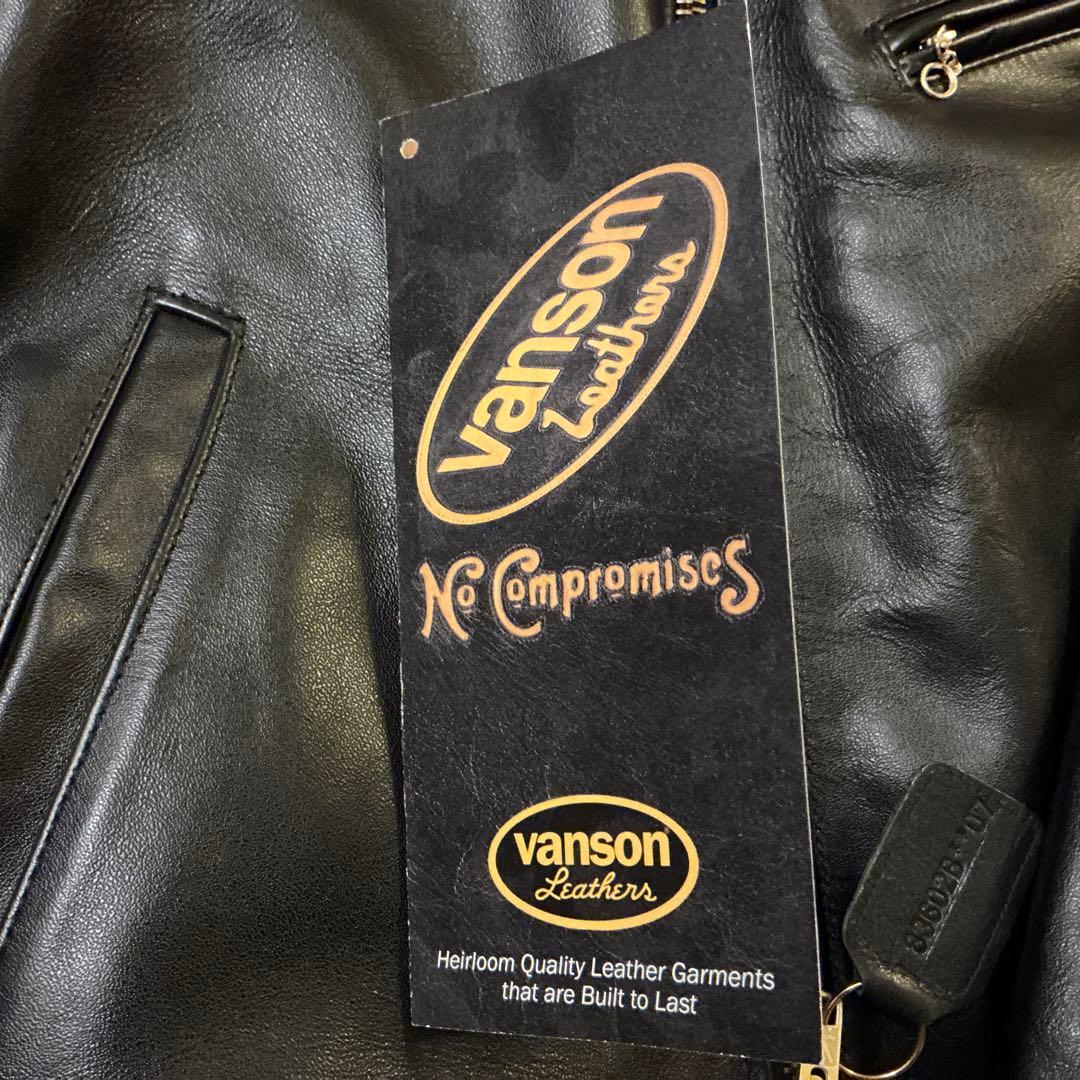 vanson
Leathers
No Compromises
vanson®
Leathers
Heirloom Quality Leather Garments
that are Built to Last